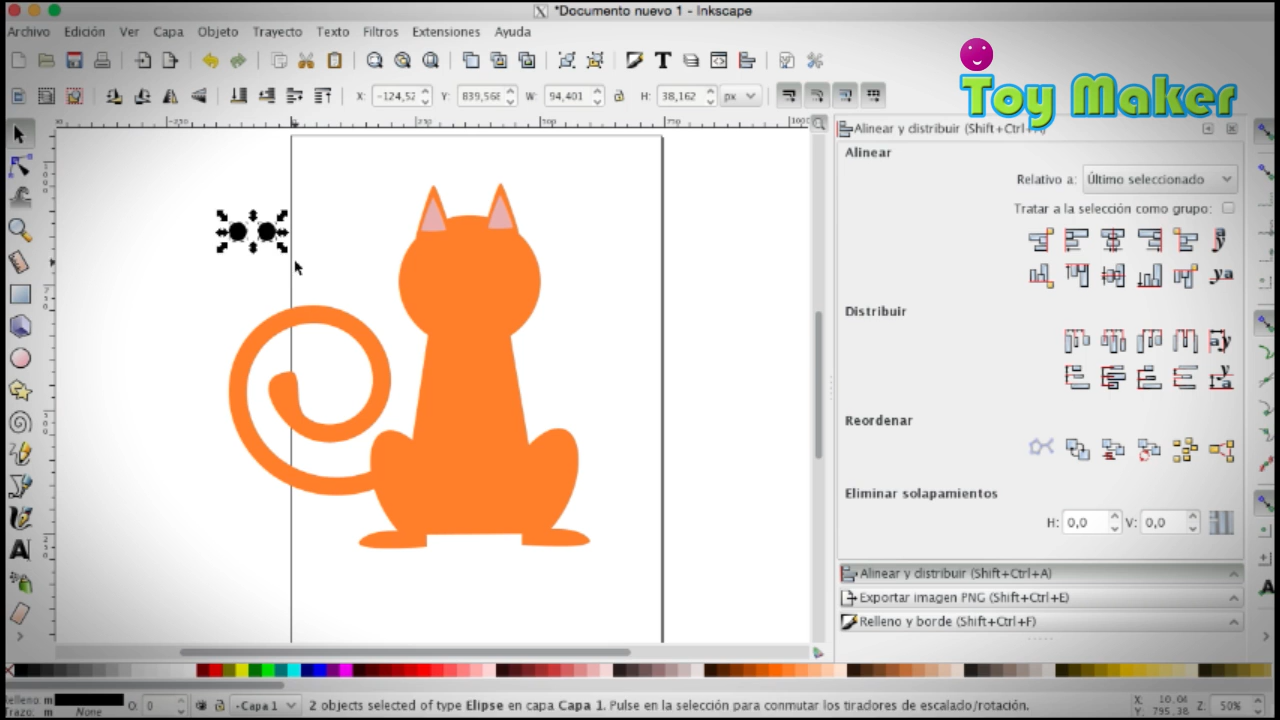 *Documento nuevo 1 - Inkscape
Archivo Edición Ver Capa Objeto Trayecto Texto Filtros Extensiones Ayuda
Toy Maker
X: -124,52 Y: 839,568 W: 94,401 H: 38,162 px
Alinear y distribuir (Shift+Ctrl+A)
Alinear
Relativo a: Último seleccionado
Tratar a la selección como grupo:
Distribuir
Reordenar
Eliminar solapamientos
H: 0,0 V: 0,0
Alinear y distribuir (Shift+Ctrl+A)
Exportar imagen PNG (Shift+Ctrl+E)
Relleno y borde (Shift+Ctrl+F)
Relleno: m O: 0 Capa 1 2 objects selected of type Elipse en capa Capa 1. Pulse en la selección para conmutar los tiradores de escalado/rotación. X: 10,04 Z: 50%
Trazo: m None Y: 795,38